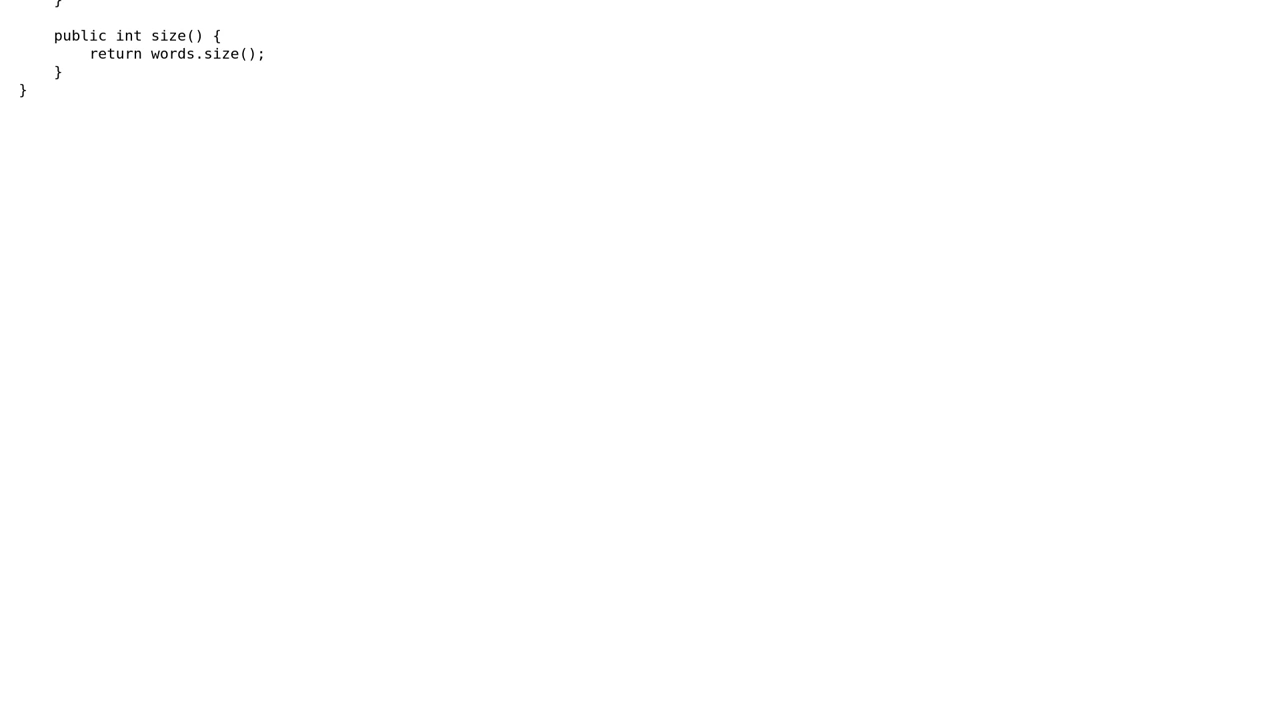 }

    public int size() {
        return words.size();
    }
}